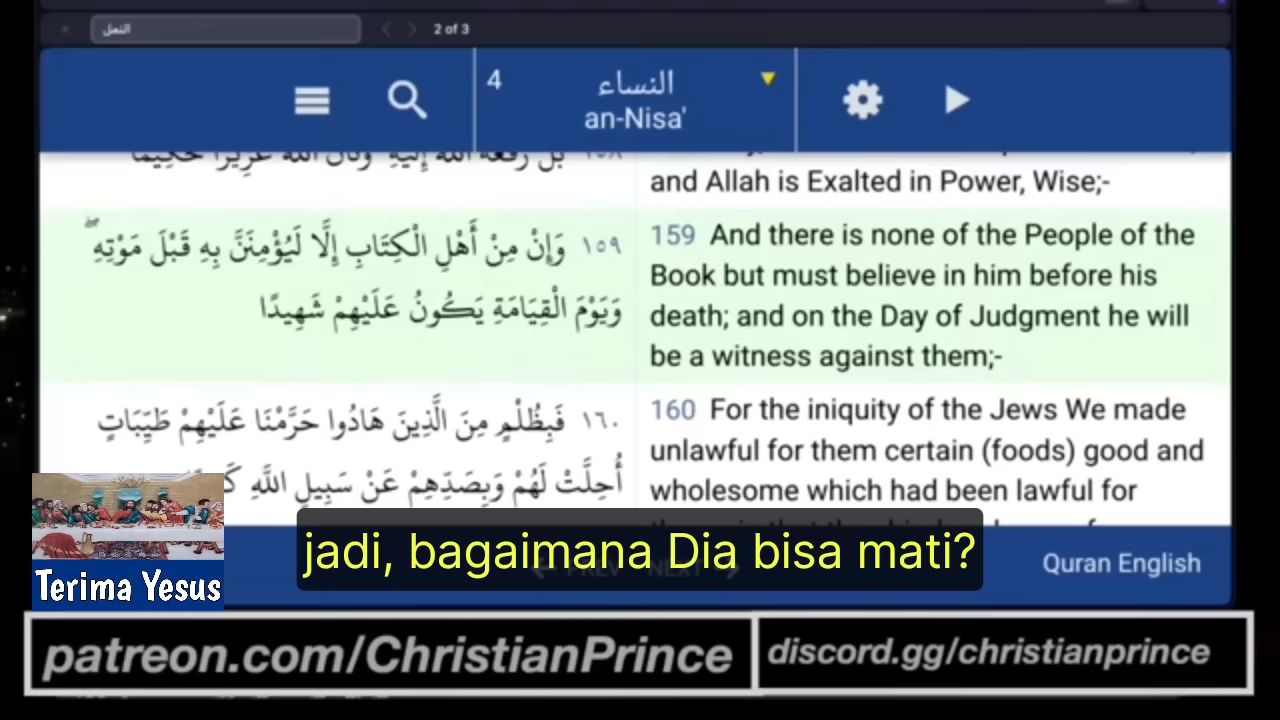 النمل
2 of 3
4
النساء
an-Nisa'
and Allah is Exalted in Power, Wise;-
١٥٩ وَإِنْ مِنْ أَهْلِ الْكِتَابِ إِلَّا لَيُؤْمِنَنَّ بِهِ قَبْلَ مَوْتِهِ ۖ
وَيَوْمَ الْقِيَامَةِ يَكُونُ عَلَيْهِمْ شَهِيدًا
159 And there is none of the People of the
Book but must believe in him before his
death; and on the Day of Judgment he will
be a witness against them;-
١٦٠ فَبِظُلْمٍ مِنَ الَّذِينَ هَادُوا حَرَّمْنَا عَلَيْهِمْ طَيِّبَاتٍ
أُحِلَّتْ لَهُمْ وَبِصَدِّهِمْ عَنْ سَبِيلِ اللَّهِ
160 For the iniquity of the Jews We made
unlawful for them certain (foods) good and
wholesome which had been lawful for
jadi, bagaimana Dia bisa mati?
Quran English
Terima Yesus
patreon.com/ChristianPrince
discord.gg/christianprince